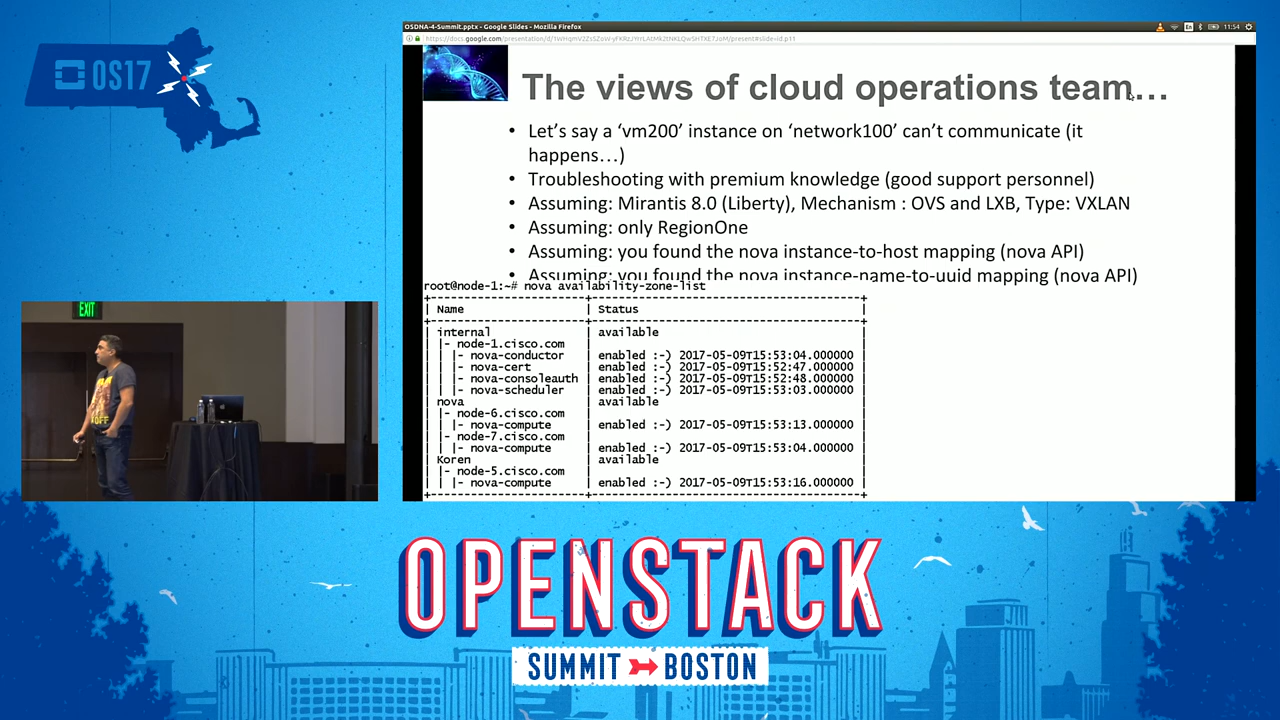 OS17
OSDNA-4-Summit.pptx - Google Slides - Mozilla Firefox
En
11:54
The views of cloud operations team…
• Let's say a 'vm200' instance on 'network100' can't communicate (it
happens…)
• Troubleshooting with premium knowledge (good support personnel)
• Assuming: Mirantis 8.0 (Liberty), Mechanism : OVS and LXB, Type: VXLAN
• Assuming: only RegionOne
• Assuming: you found the nova instance-to-host mapping (nova API)
• Assuming: you found the nova instance-name-to-uuid mapping (nova API)
root@node-1:~# nova availability-zone-list
| Name | Status |
| internal | available |
| |- node-1.cisco.com | |
| | |- nova-conductor | enabled :-) 2017-05-09T15:53:04.000000 |
| | |- nova-cert | enabled :-) 2017-05-09T15:52:47.000000 |
| | |- nova-consoleauth | enabled :-) 2017-05-09T15:52:48.000000 |
| | |- nova-scheduler | enabled :-) 2017-05-09T15:53:03.000000 |
| nova | available |
| |- node-6.cisco.com | |
| | |- nova-compute | enabled :-) 2017-05-09T15:53:13.000000 |
| |- node-7.cisco.com | |
| | |- nova-compute | enabled :-) 2017-05-09T15:53:04.000000 |
| Koren | available |
| |- node-5.cisco.com | |
| | |- nova-compute | enabled :-) 2017-05-09T15:53:16.000000 |
EXIT
OPENSTACK
SUMMIT BOSTON